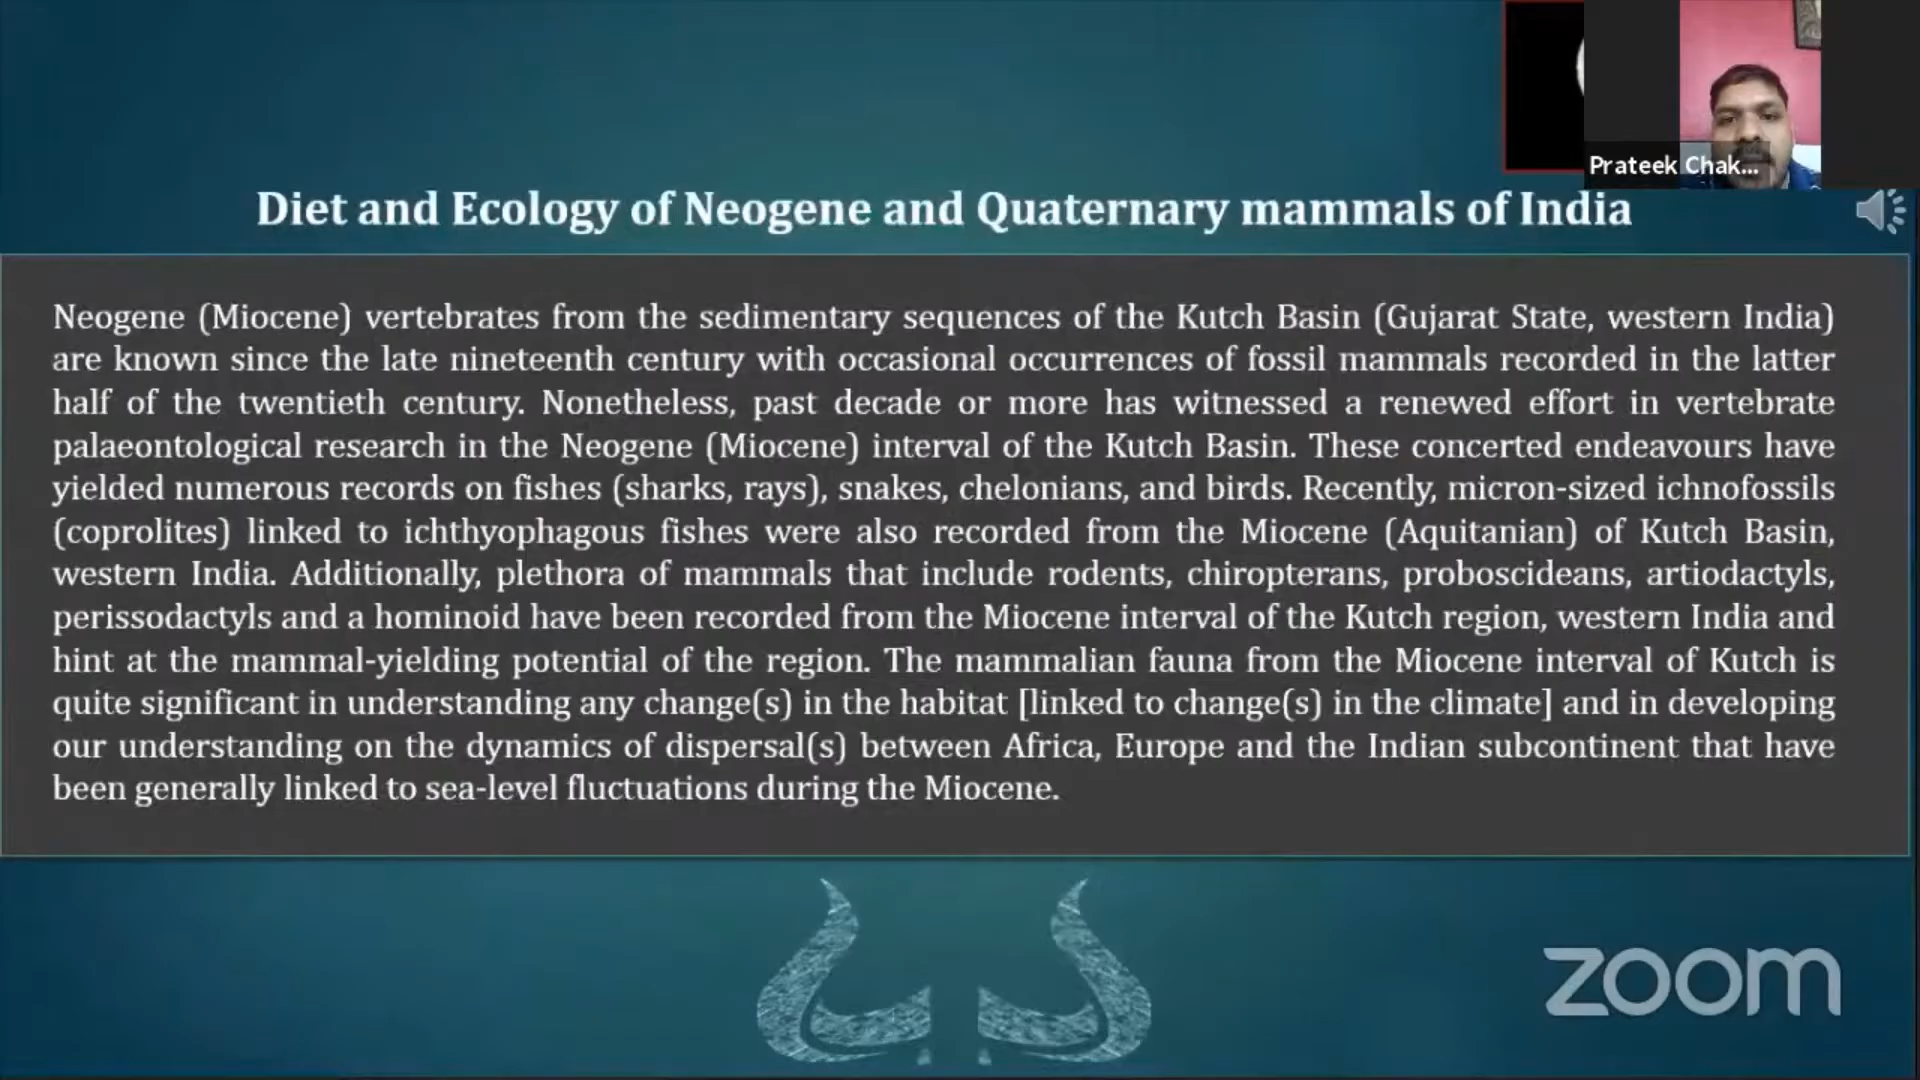 Prateek Chak...
Diet and Ecology of Neogene and Quaternary mammals of India
Neogene (Miocene) vertebrates from the sedimentary sequences of the Kutch Basin (Gujarat State, western India)
are known since the late nineteenth century with occasional occurrences of fossil mammals recorded in the latter
half of the twentieth century. Nonetheless, past decade or more has witnessed a renewed effort in vertebrate
palaeontological research in the Neogene (Miocene) interval of the Kutch Basin. These concerted endeavours have
yielded numerous records on fishes (sharks, rays), snakes, chelonians, and birds. Recently, micron-sized ichnofossils
(coprolites) linked to ichthyophagous fishes were also recorded from the Miocene (Aquitanian) of Kutch Basin,
western India. Additionally, plethora of mammals that include rodents, chiropterans, proboscideans, artiodactyls,
perissodactyls and a hominoid have been recorded from the Miocene interval of the Kutch region, western India and
hint at the mammal-yielding potential of the region. The mammalian fauna from the Miocene interval of Kutch is
quite significant in understanding any change(s) in the habitat [linked to change(s) in the climate] and in developing
our understanding on the dynamics of dispersal(s) between Africa, Europe and the Indian subcontinent that have
been generally linked to sea-level fluctuations during the Miocene.
zoom